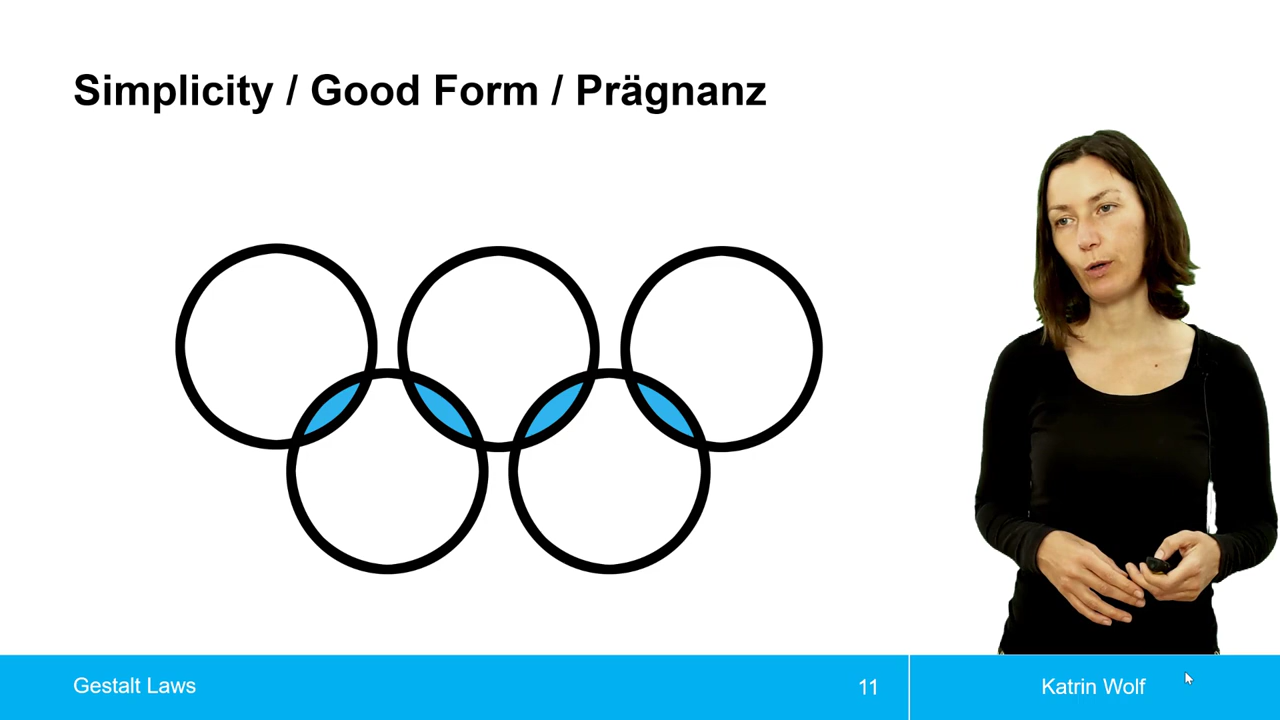 Simplicity / Good Form / Prägnanz
Gestalt Laws
11
Katrin Wolf